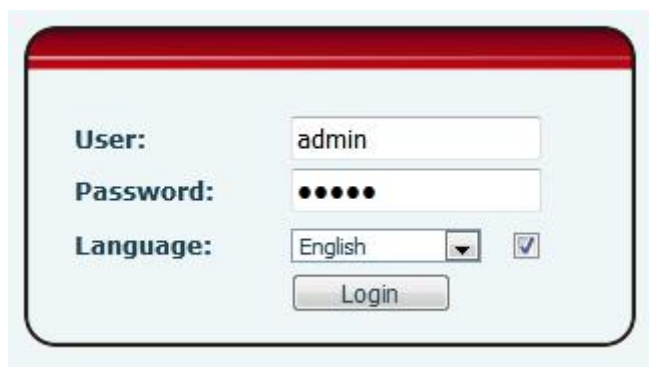 User: admin
Password: •••••
Language: English
Login